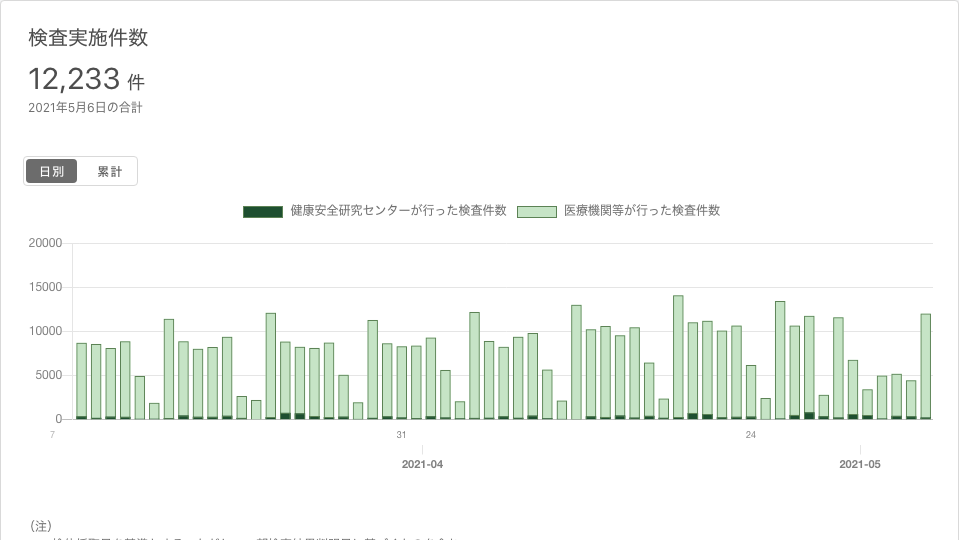 検査実施件数
12,233 件
2021年5月6日の合計
日別 累計
健康安全研究センターが行った検査件数 医療機関等が行った検査件数
20000
15000
10000
5000
0
7 31 24
2021-04 2021-05
（注）